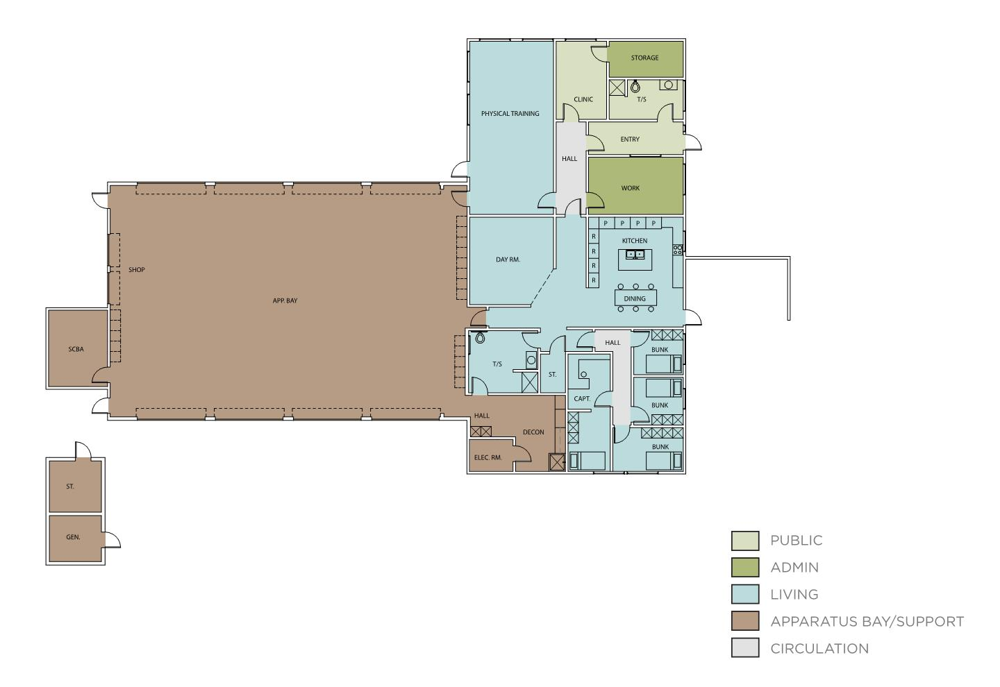 STORAGE
CLINIC
T/S
PHYSICAL TRAINING
ENTRY
HALL
WORK
P P P P
R
KITCHEN
R
DAY RM.
R
SHOP
R
DINING
APP. BAY
HALL
SCBA
BUNK
T/S
ST.
CAPT.
BUNK
HALL
DECON
BUNK
ELEC. RM.
ST.
GEN.
PUBLIC
ADMIN
LIVING
APPARATUS BAY/SUPPORT
CIRCULATION